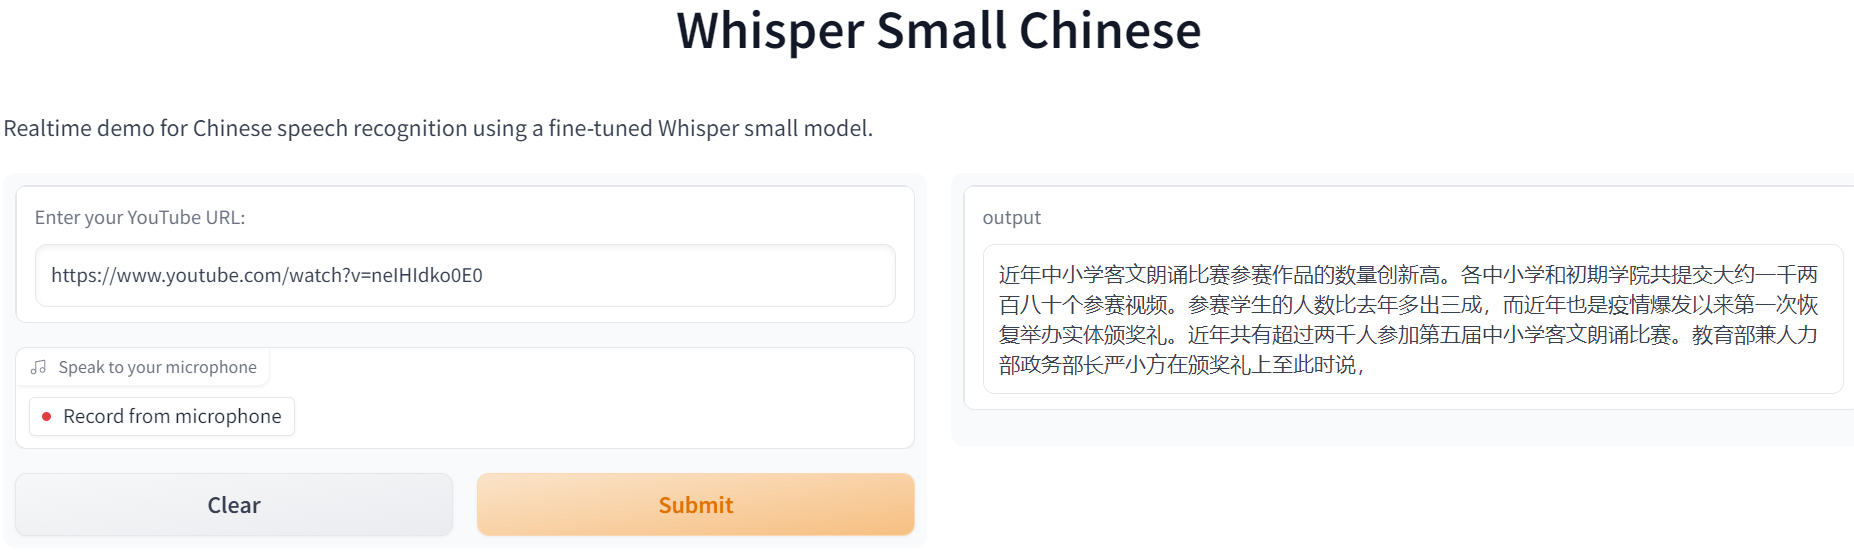 Whisper Small Chinese
Realtime demo for Chinese speech recognition using a fine-tuned Whisper small model.
Enter your YouTube URL:
https://www.youtube.com/watch?v=neIHIdko0E0
Speak to your microphone
Record from microphone
Clear
Submit
output
近年中小学客文朗诵比赛参赛作品的数量创新高。各中小学和初期学院共提交大约一千两
百八十个参赛视频。参赛学生的人数比去年多出三成，而近年也是疫情爆发以来第一次恢
复举办实体颁奖礼。近年共有超过两千人参加第五届中小学客文朗诵比赛。教育部兼人力
部政务部长严小方在颁奖礼上至此时说，